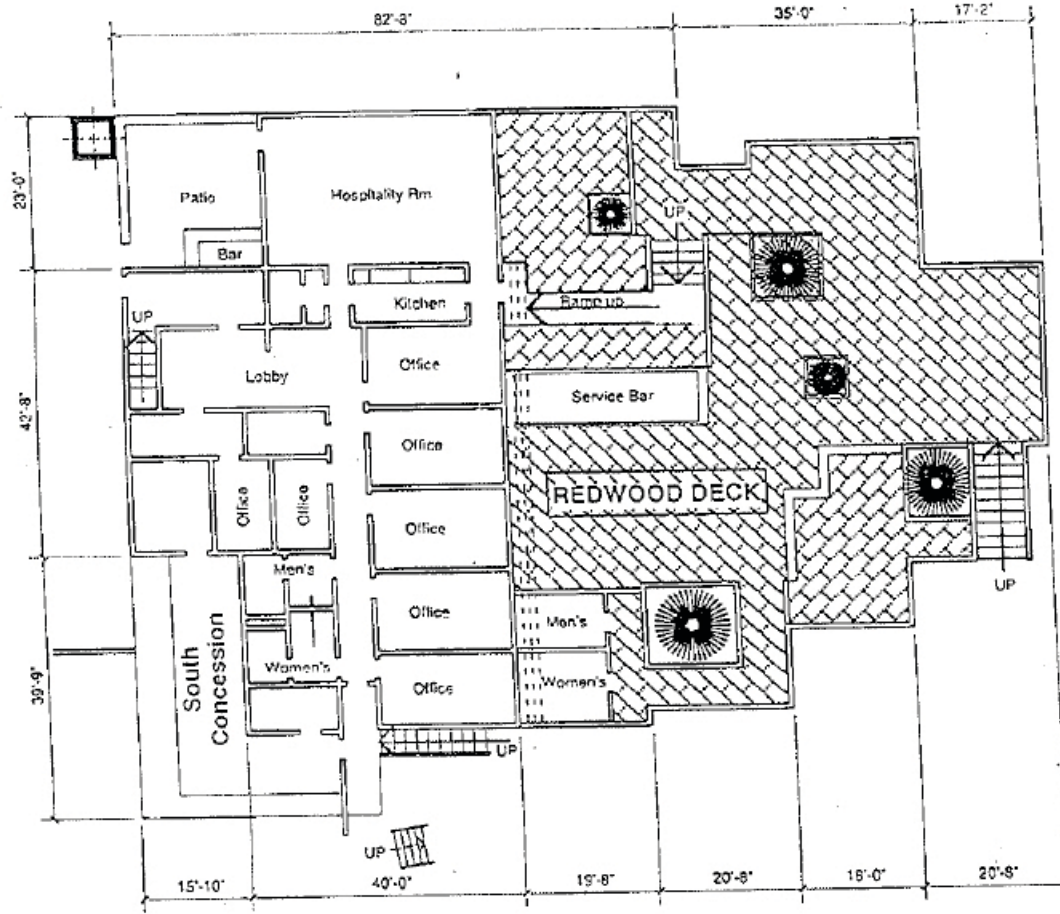 82'-8"
35'-0"
17'-2"
23'-0"
Patio
Hospitality Rm
UP
Bar
Kitchen
Ramp up
UP
Lobby
Office
Service Bar
42'-8"
Office
REDWOOD DECK
Office
Office
Office
Men's
UP
Office
Men's
South
Concession
Women's
Office
Women's
39'-9"
UP
UP
15'-10"
40'-0"
19'-8"
20'-8"
20'-8"